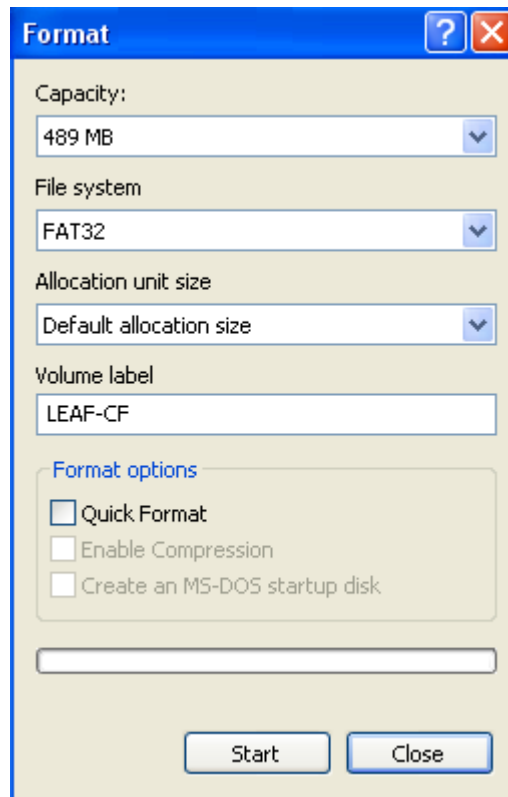 Format
Capacity:
489 MB
File system
FAT32
Allocation unit size
Default allocation size
Volume label
LEAF-CF
Format options
Quick Format
Enable Compression
Create an MS-DOS startup disk
Start Close